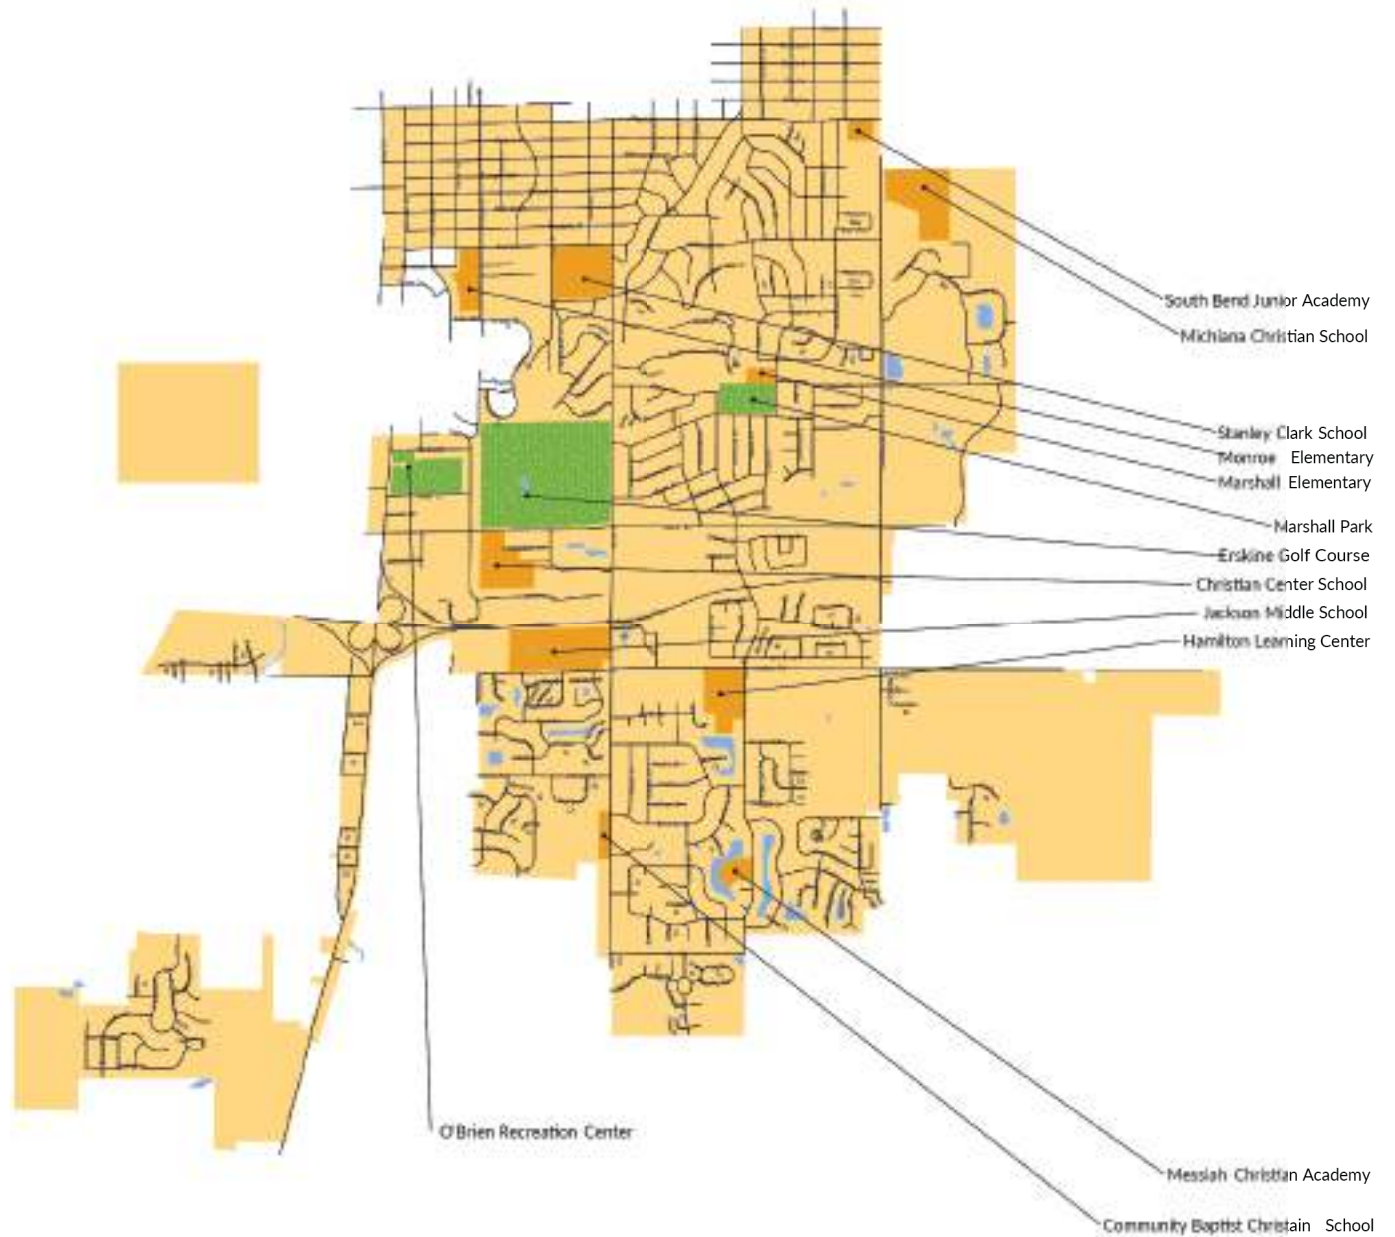 South Bend Junior Academy
Michiana Christian School
Stanley Clark School
Monroe Elementary
Marshall Elementary
Marshall Park
Erskine Golf Course
Christian Center School
Jackson Middle School
Hamilton Learning Center
O'Brien Recreation Center
Messiah Christian Academy
Community Baptist Christain School